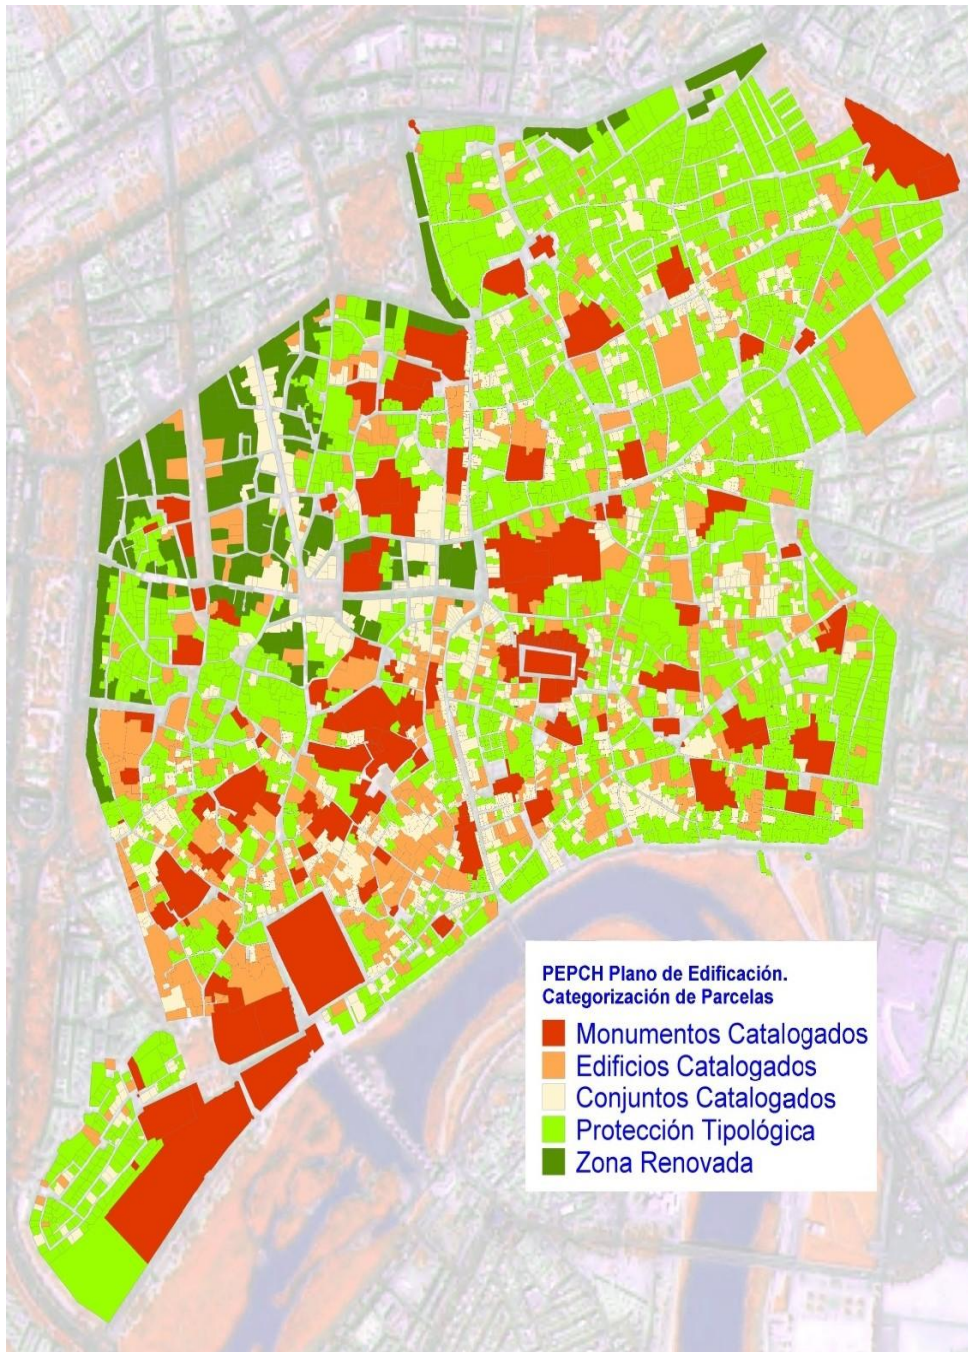 PEPCH Plano de Edificación.
Categorización de Parcelas
Monumentos Catalogados
Edificios Catalogados
Conjuntos Catalogados
Protección Tipológica
Zona Renovada